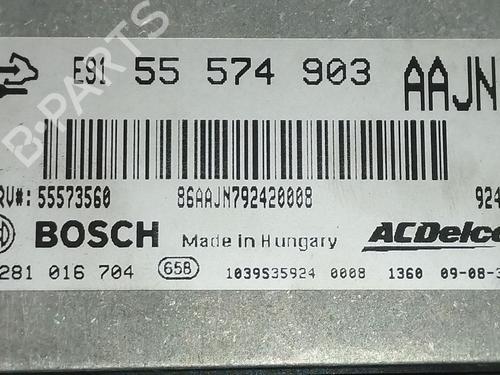 E91 55 574 903 AAJN
B-PARTS
RV#: 55573560 86AAJN792420008 924
BOSCH Made in Hungary ACDelco
281 016 704 658 1039S35924 0008 1360 09-08-3